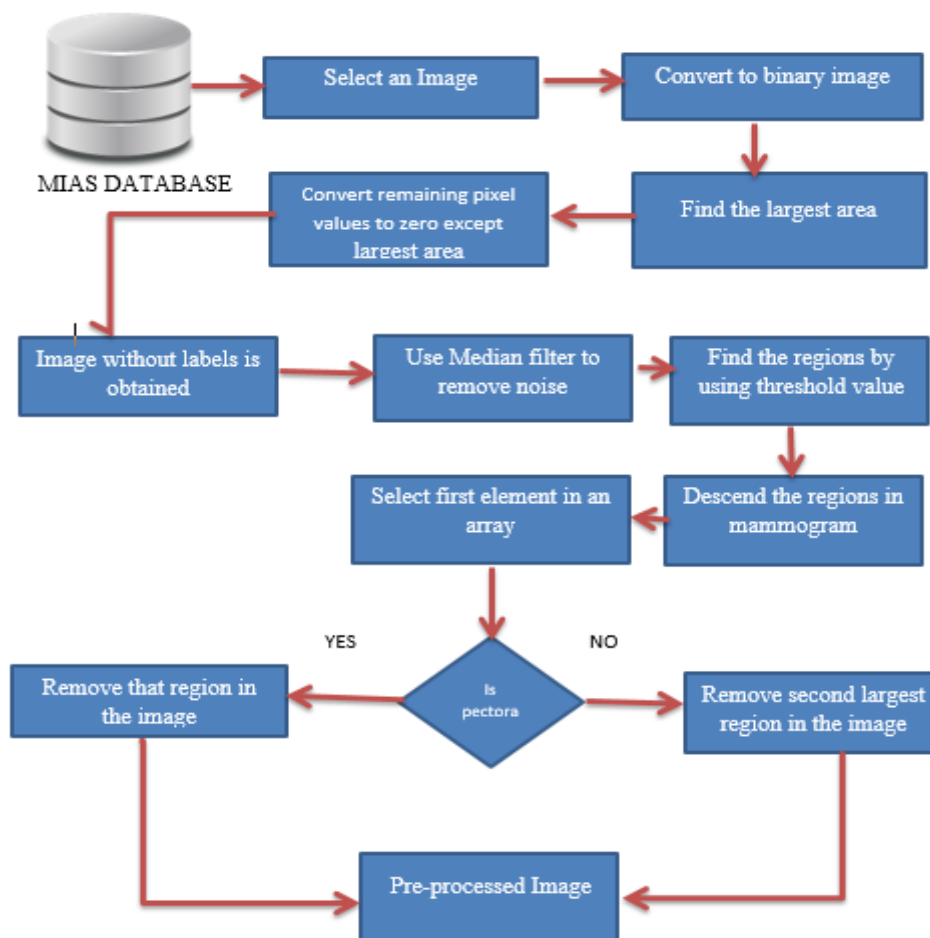 Select an Image
Convert to binary image
MIAS DATABASE
Convert remaining pixel
values to zero except
largest area
Find the largest area
Image without labels is
obtained
Use Median filter to
remove noise
Find the regions by
using threshold value
Select first element in an
array
Descend the regions in
mammogram
YES
NO
Remove that region in
the image
Is
pectora
Remove second largest
region in the image
Pre-processed Image